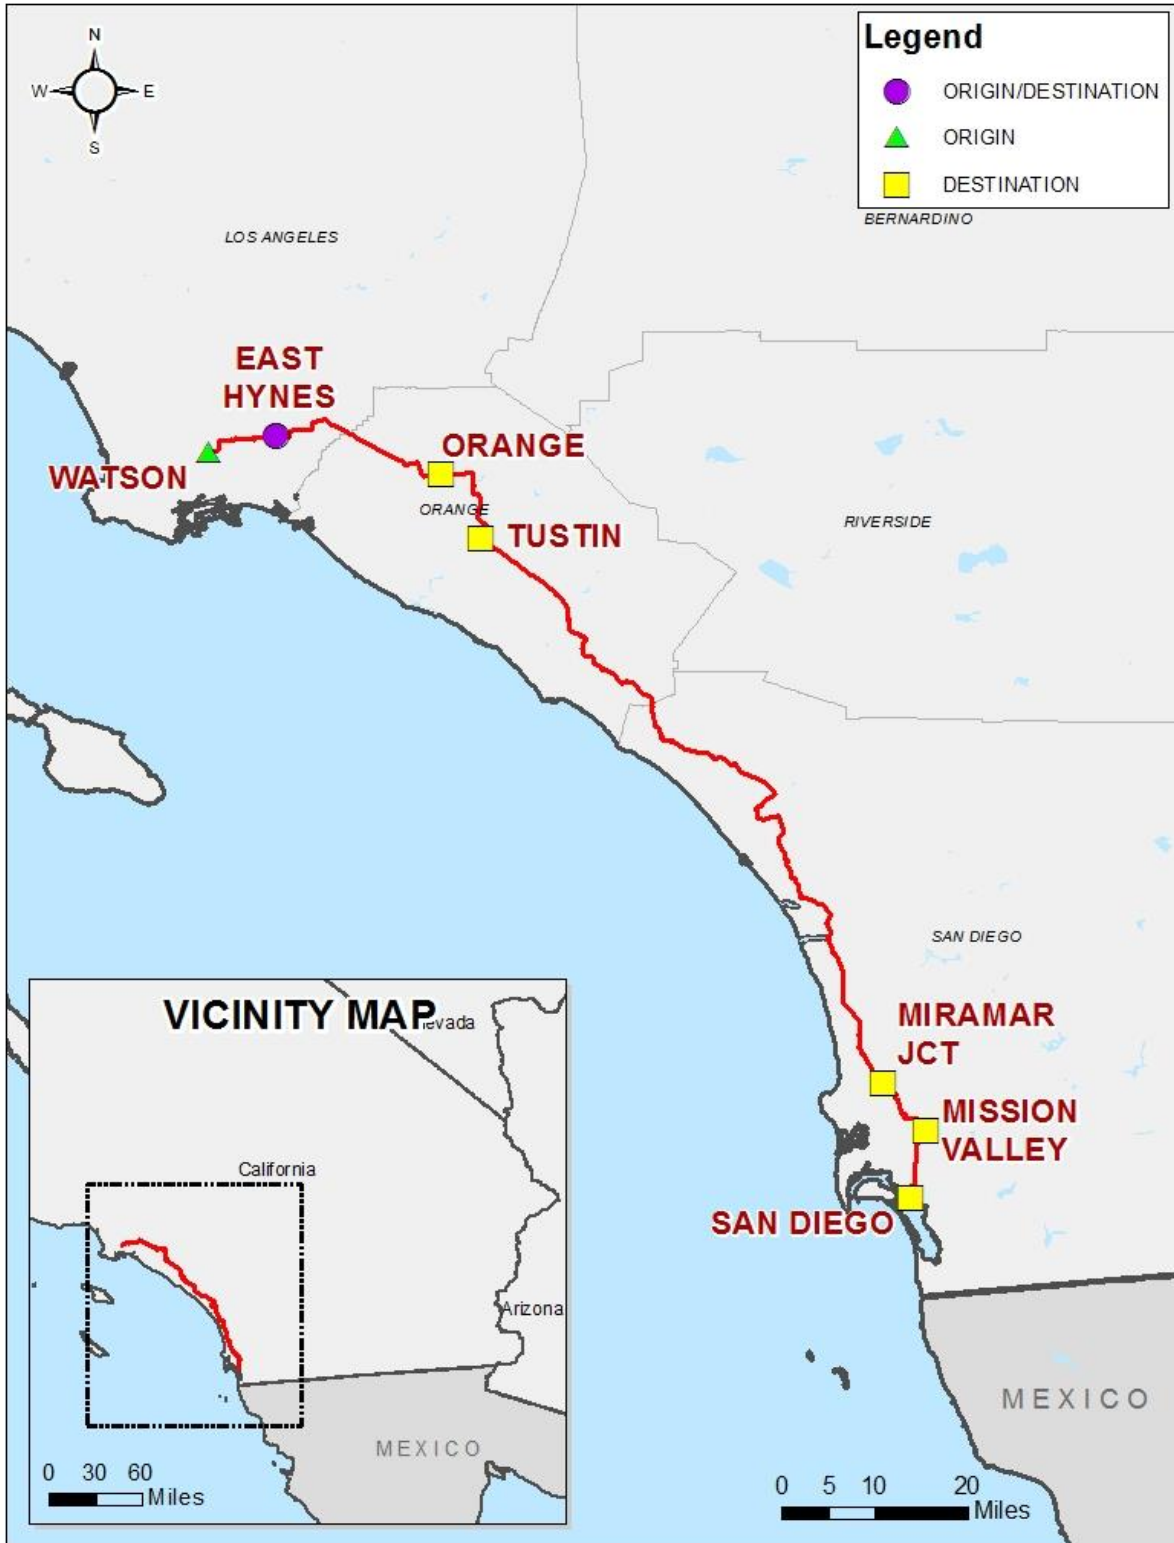 N
W E
S
Legend
ORIGIN/DESTINATION
ORIGIN
DESTINATION
BERNARDINO
LOS ANGELES
EAST
HYNES
WATSON
ORANGE
ORANGE
TUSTIN
RIVERSIDE
SAN DIEGO
MIRAMAR
JCT
MISSION
VALLEY
SAN DIEGO
MEXICO
0 5 10 20
Miles
VICINITY MAP
evada
California
Arizona
MEXICO
0 30 60
Miles